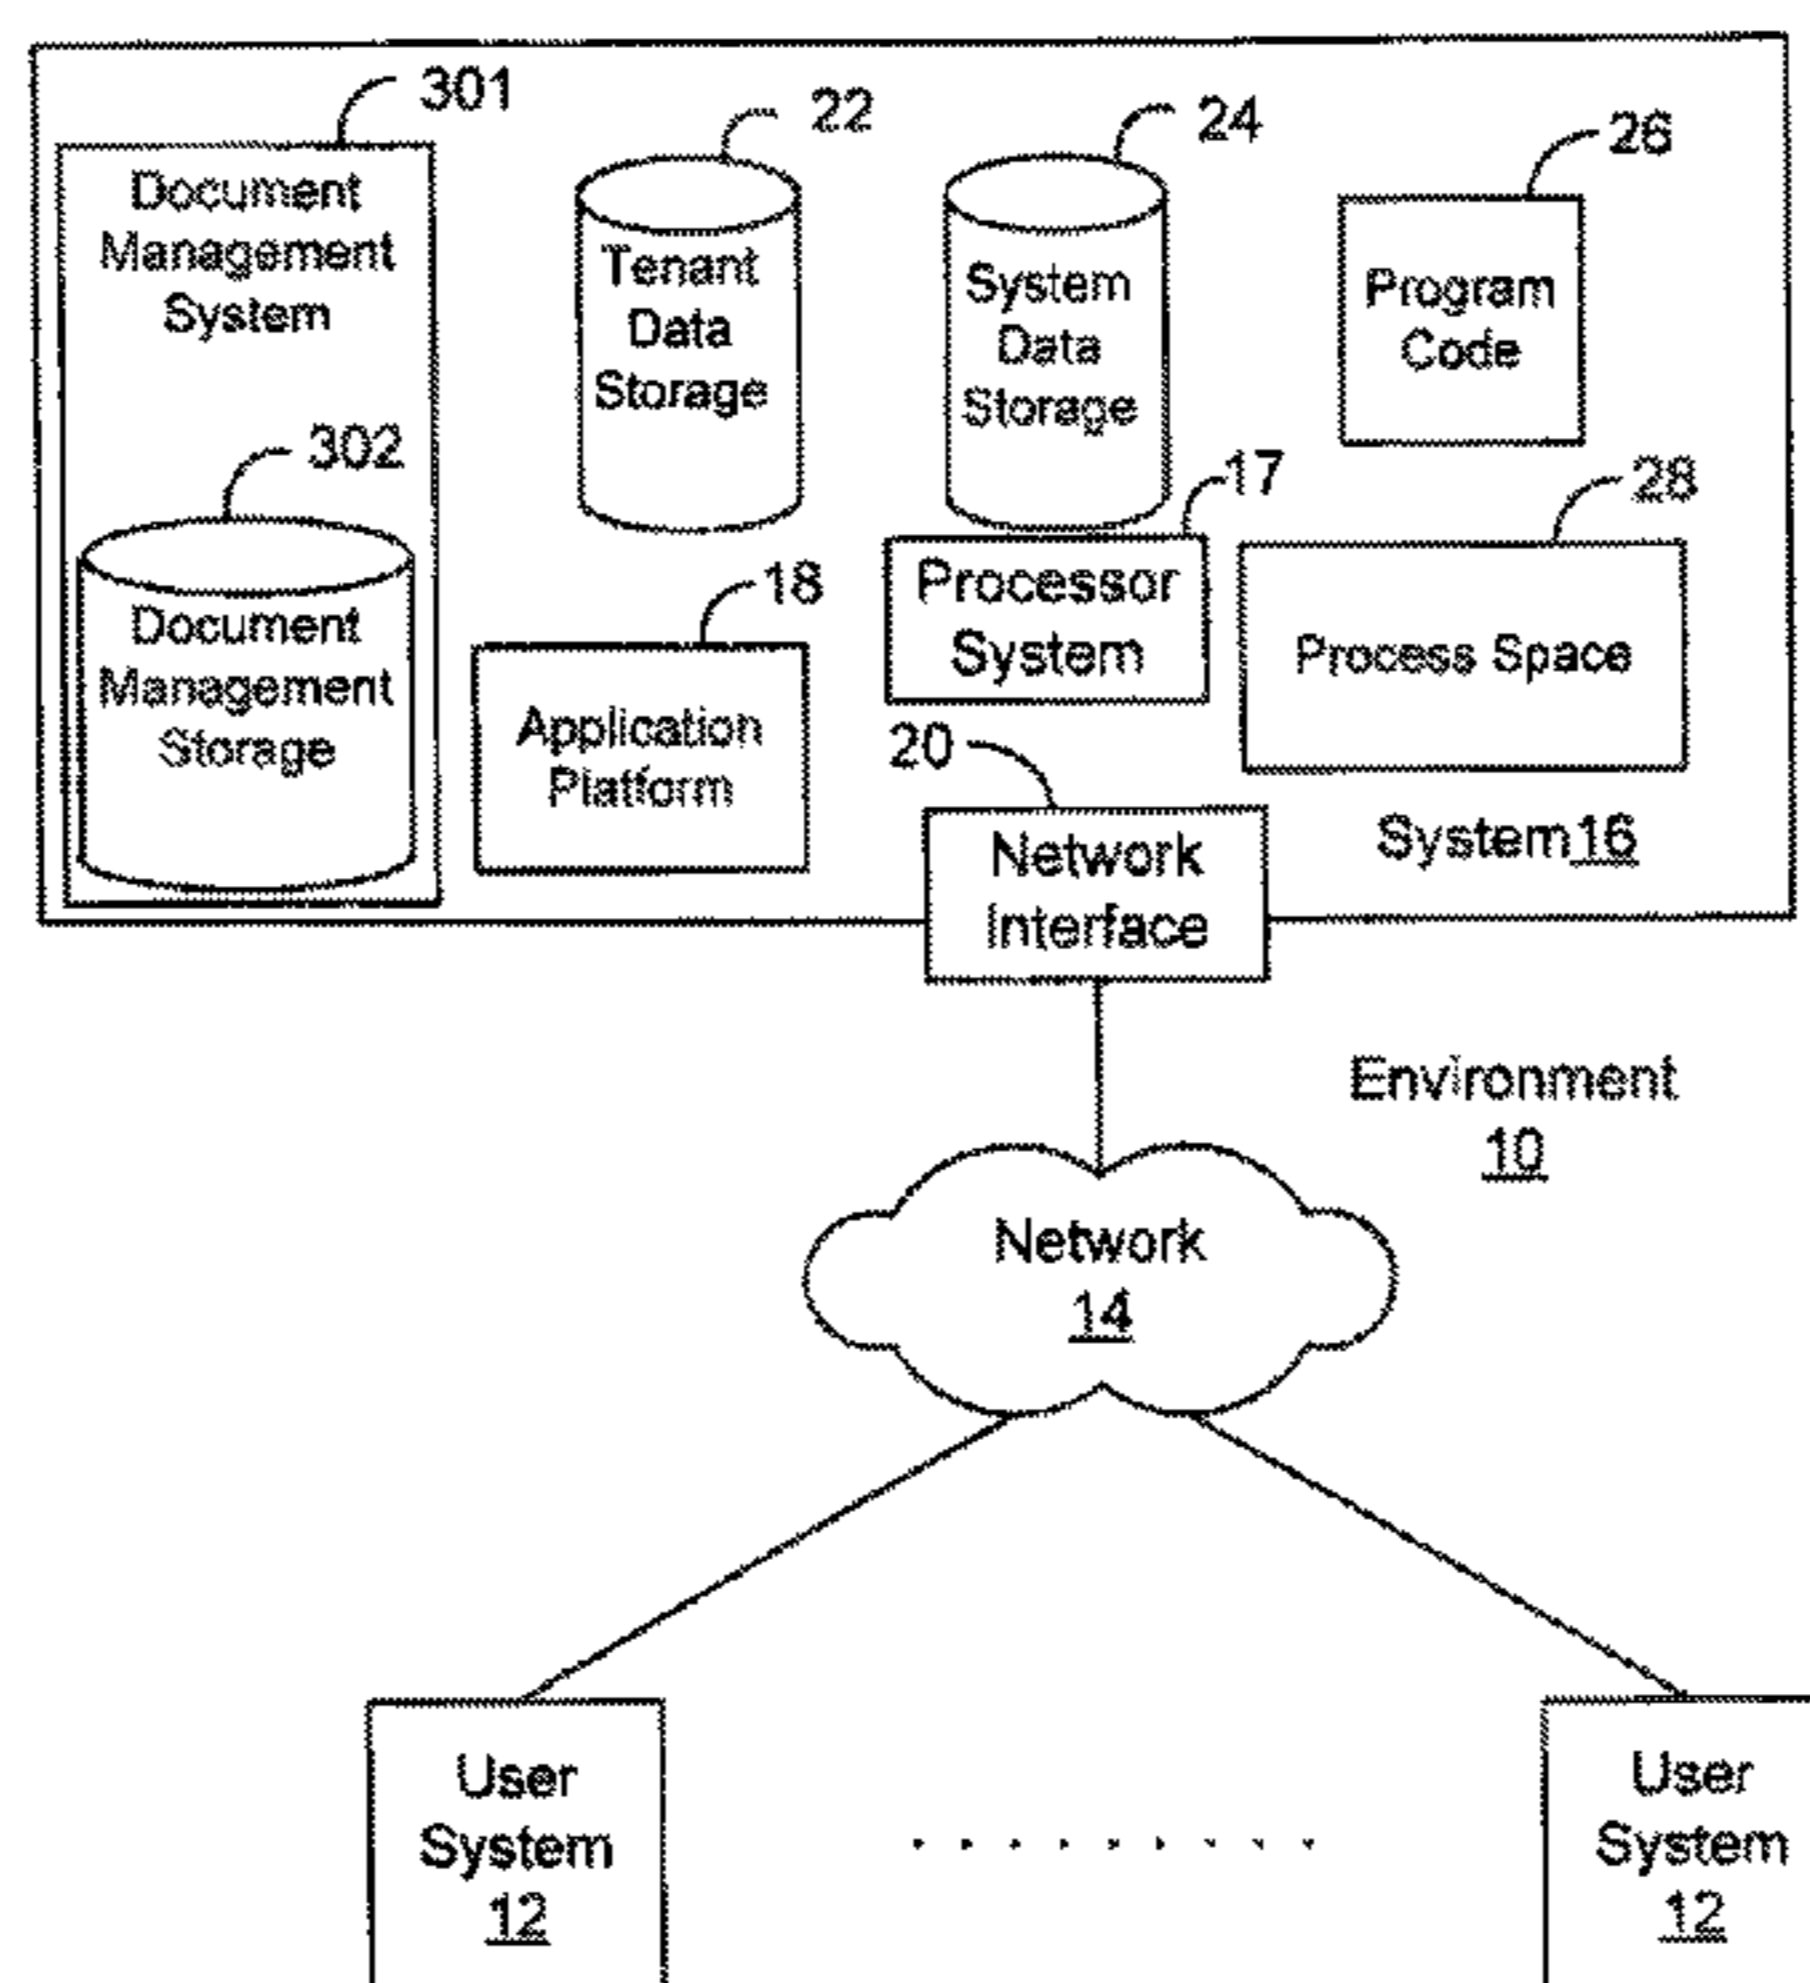 301
Document
Management
System
302
Document
Management
Storage
22
Tenant
Data
Storage
24
System
Data
Storage
26
Program
Code
18
Application
Platform
17
Processor
System
28
Process Space
20
Network
Interface
System 16
Environment
10
Network
14
User
System
12
User
System
12